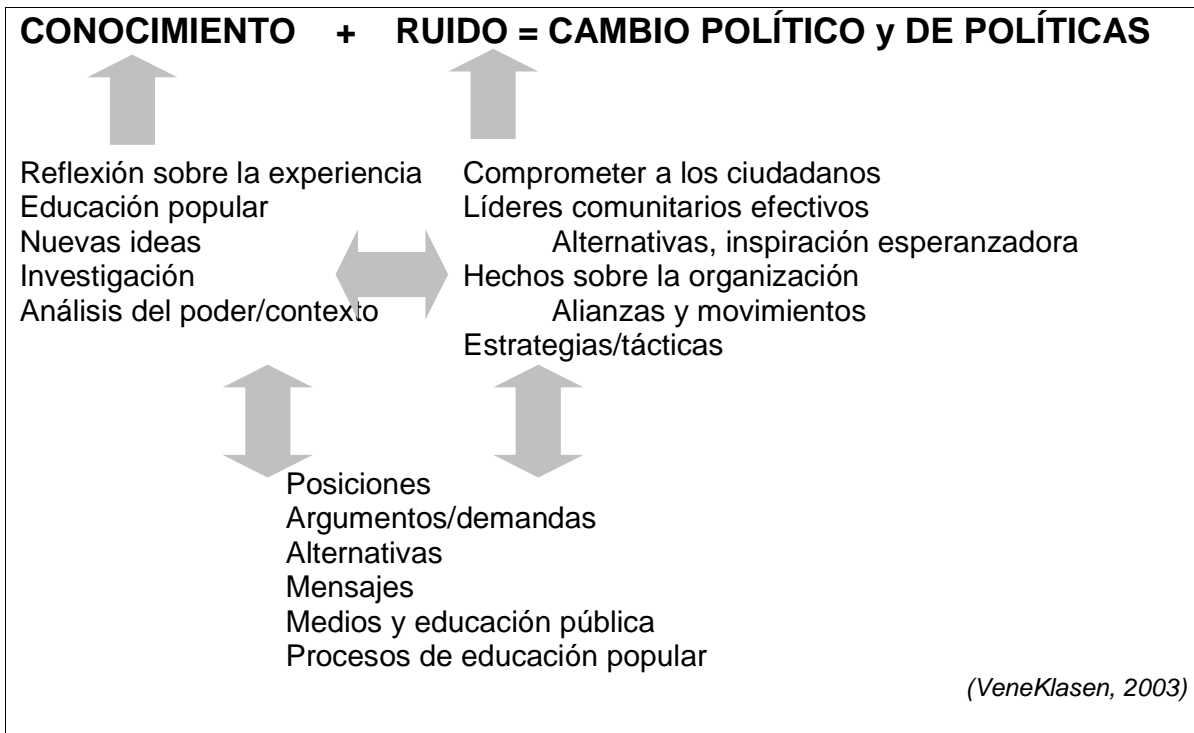 CONOCIMIENTO + RUIDO = CAMBIO POLÍTICO y DE POLÍTICAS
Reflexión sobre la experiencia
Educación popular
Nuevas ideas
Investigación
Análisis del poder/contexto
Comprometer a los ciudadanos
Líderes comunitarios efectivos
Alternativas, inspiración esperanzadora
Hechos sobre la organización
Alianzas y movimientos
Estrategias/tácticas
Posiciones
Argumentos/demandas
Alternativas
Mensajes
Medios y educación pública
Procesos de educación popular
(VeneKlasen, 2003)